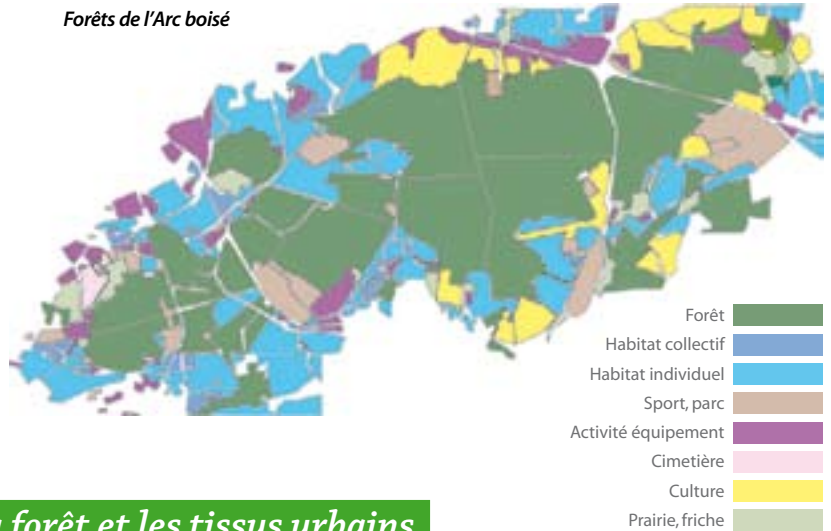 Forêts de l'Arc boisé
Forêt
Habitat collectif
Habitat individuel
Sport, parc
Activité équipement
Cimetière
Culture
Prairie, friche
forêt et les tissus urbains